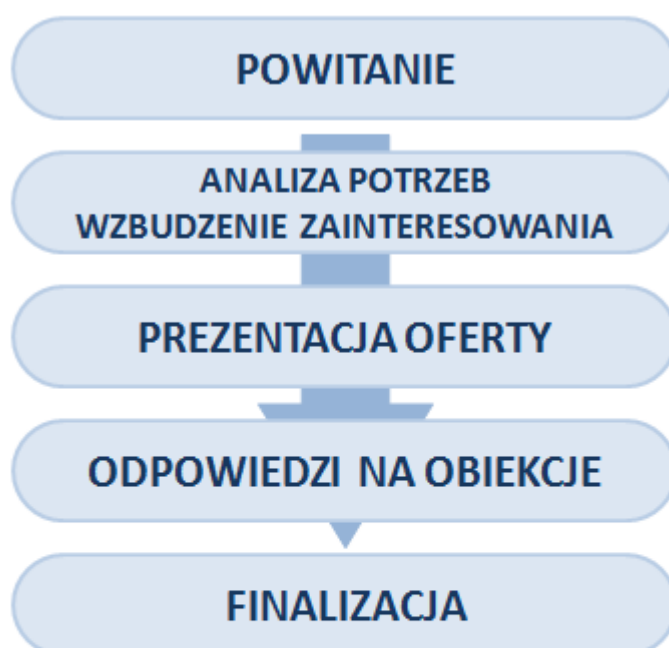 POWITANIE
ANALIZA POTRZEB
WZBUDZENIE ZAINTERESOWANIA
PREZENTACJA OFERTY
ODPOWIEDZI NA OBIEKCJE
FINALIZACJA